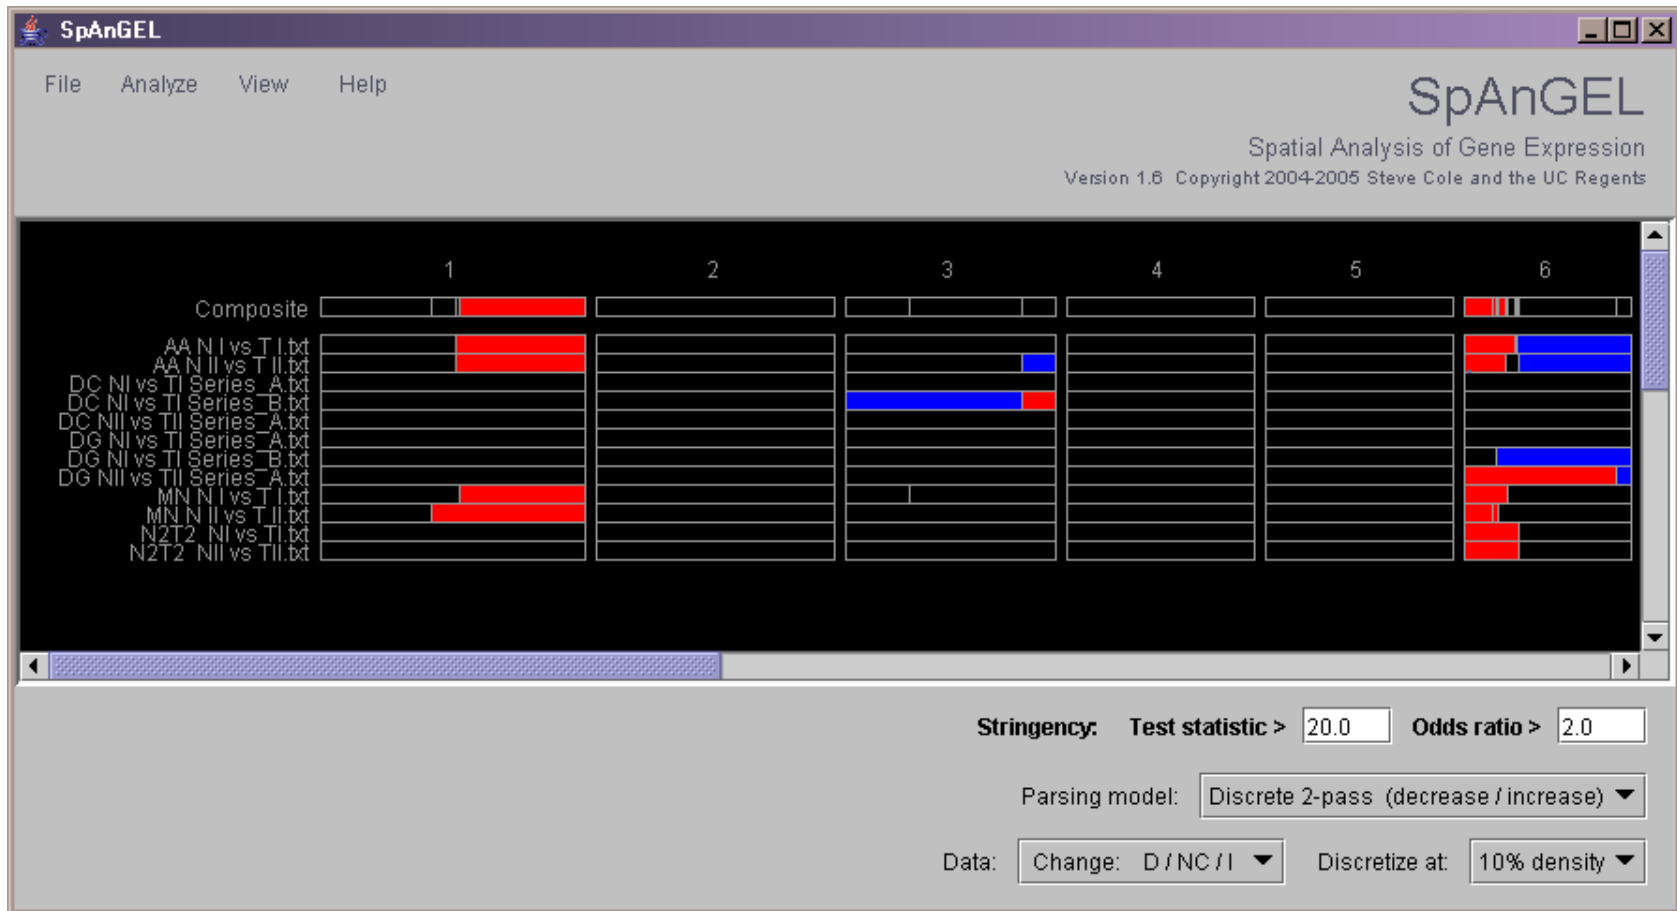 SpAnGEL
File Analyze View Help
SpAnGEL
Spatial Analysis of Gene Expression
Version 1.6 Copyright 2004-2005 Steve Cole and the UC Regents
1 2 3 4 5 6
Composite
AA N I vs T I.txt
AA N II vs T II.txt
DC NI vs TI Series_A.txt
DC NI vs TI Series_B.txt
DC NII vs TII Series_A.txt
DG NI vs TI Series_A.txt
DG NI vs TI Series_B.txt
DG NII vs TII Series_A.txt
MN N I vs T I.txt
MN N II vs T II.txt
N2T2_NI vs TI.txt
N2T2_NII vs TII.txt
Stringency: Test statistic > 20.0 Odds ratio > 2.0
Parsing model: Discrete 2-pass (decrease / increase)
Data: Change: D / NC / I Discretize at: 10% density